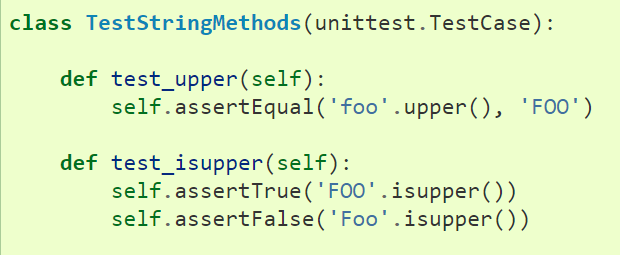 class TestStringMethods(unittest.TestCase):
    def test_upper(self):
        self.assertEqual('foo'.upper(), 'FOO')
    def test_isupper(self):
        self.assertTrue('FOO'.isupper())
        self.assertFalse('Foo'.isupper())